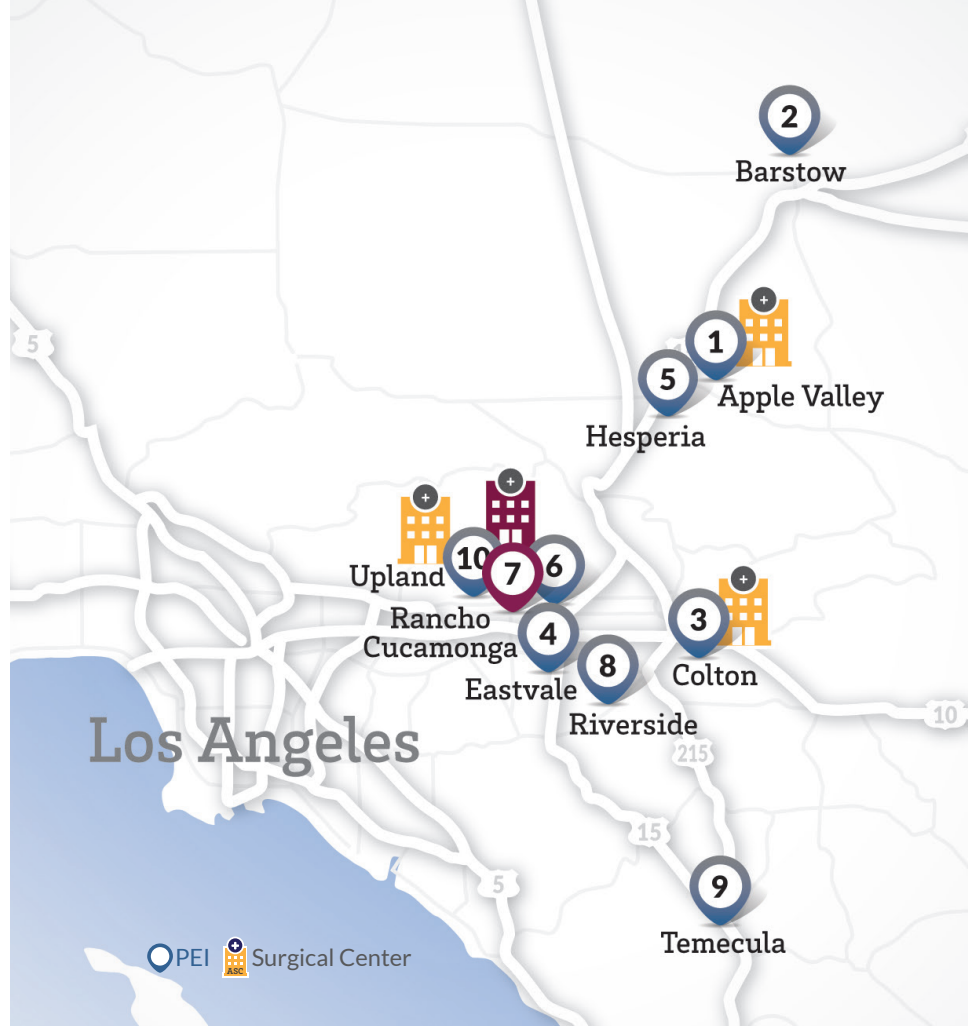 2
Barstow
5
1
Apple Valley
5
Hesperia
10
7
6
Upland
Rancho
Cucamonga
4
3
8
Colton
Eastvale
10
Riverside
Los Angeles
215
15
9
5
Temecula
PEI
ASC
Surgical Center